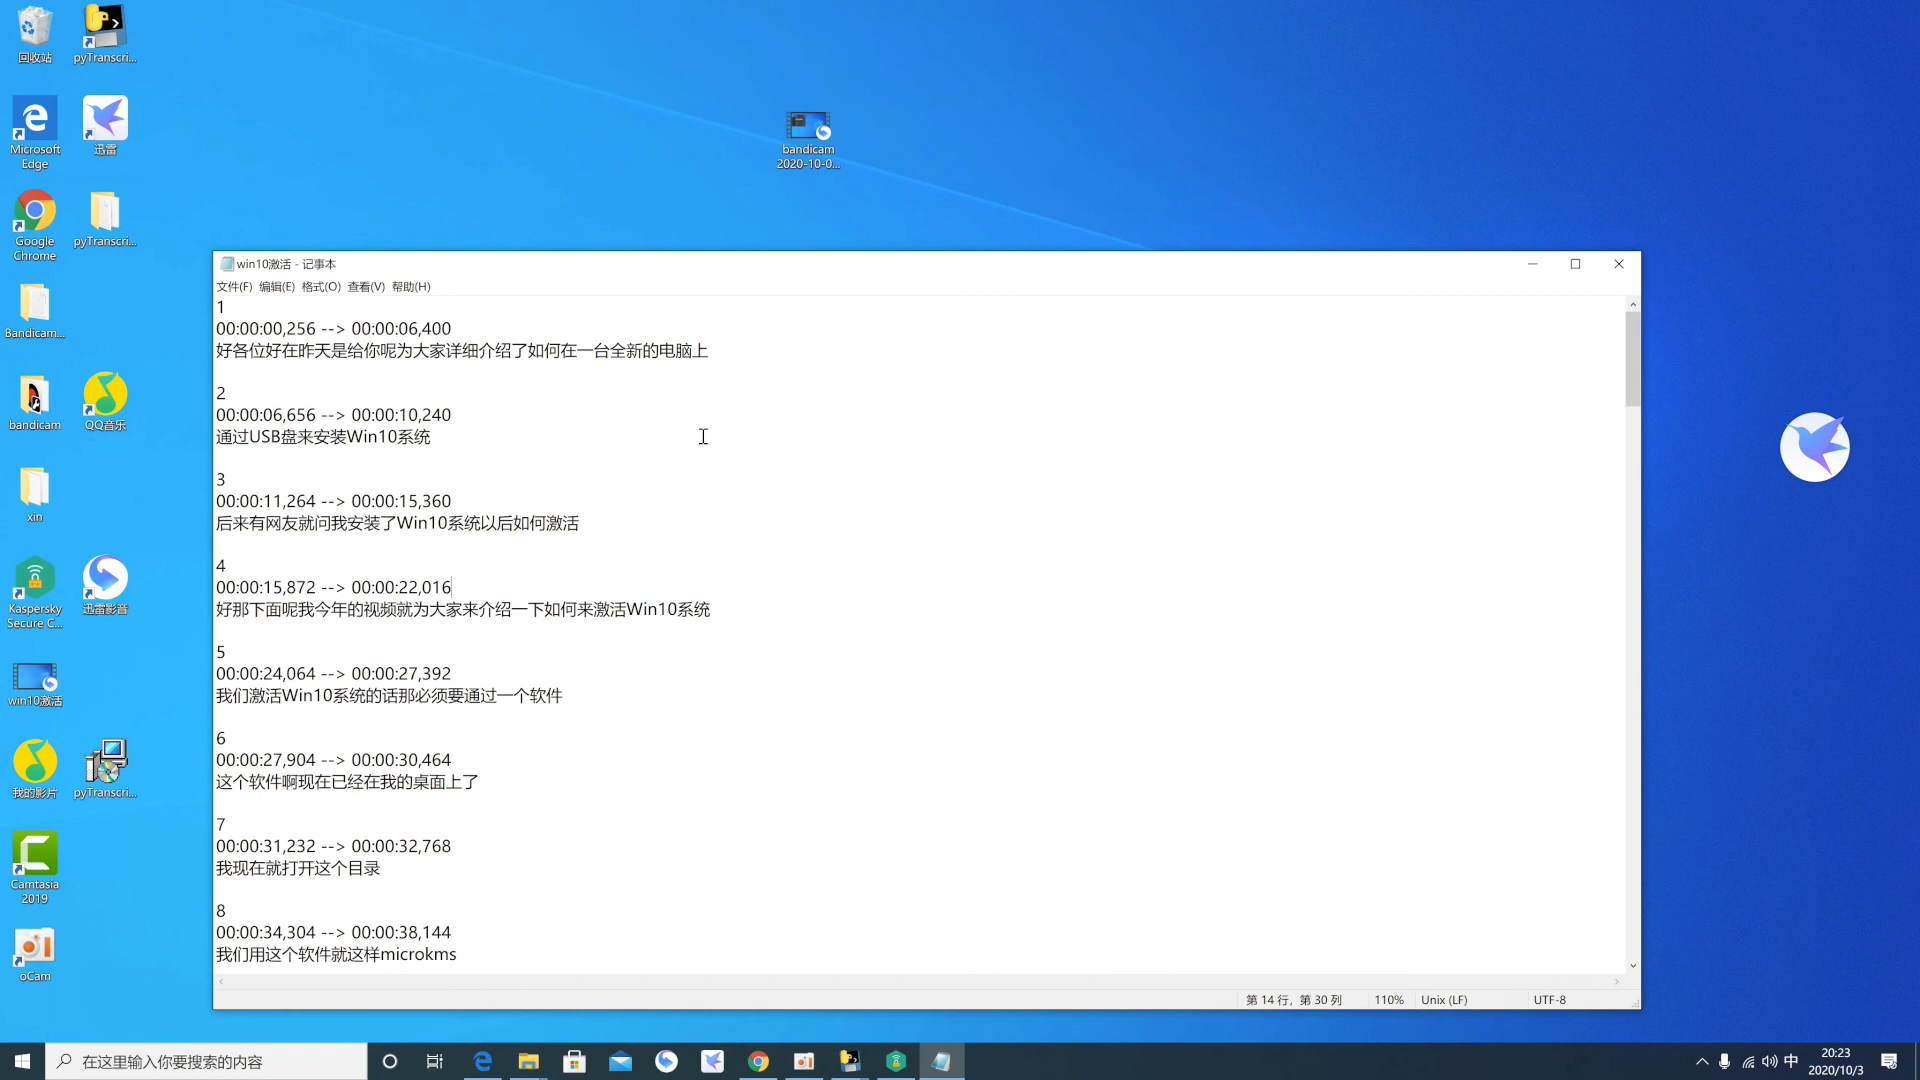 回收站
pyTranscri...
Microsoft
Edge
迅雷
bandicam
2020-10-0...
Google
Chrome
pyTranscri...
Bandicam...
bandicam
QQ音乐
xin
Kaspersky
Secure C...
迅雷影音
win10激活
我的影片
pyTranscri...
Camtasia
2019
oCam
win10激活 - 记事本
文件(F) 编辑(E) 格式(O) 查看(V) 帮助(H)
1
00:00:00,256 --> 00:00:06,400
好各位好在昨天是给你呢为大家详细介绍了如何在一台全新的电脑上
2
00:00:06,656 --> 00:00:10,240
通过USB盘来安装Win10系统
3
00:00:11,264 --> 00:00:15,360
后来有网友就问我安装了Win10系统以后如何激活
4
00:00:15,872 --> 00:00:22,016
好那下面呢我今年的视频就为大家来介绍一下如何来激活Win10系统
5
00:00:24,064 --> 00:00:27,392
我们激活Win10系统的话那必须要通过一个软件
6
00:00:27,904 --> 00:00:30,464
这个软件啊现在已经在我的桌面上了
7
00:00:31,232 --> 00:00:32,768
我现在就打开这个目录
8
00:00:34,304 --> 00:00:38,144
我们用这个软件就这样microkms
第 14 行，第 30 列 110% Unix (LF) UTF-8
在这里输入你要搜索的内容
中
20:23
2020/10/3